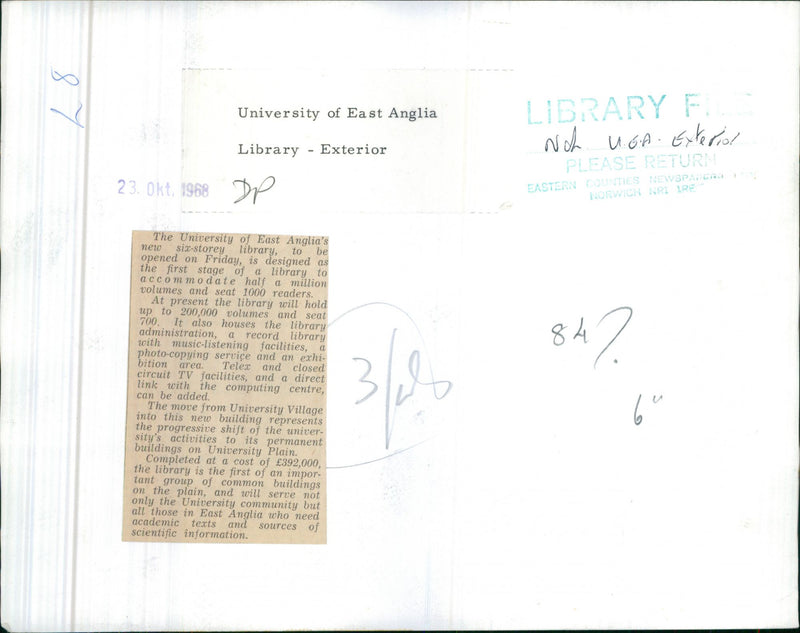 87
University of East Anglia
Library - Exterior
23. Okt. 1968
DP
LIBRARY FILE
U.E.A. Exterior
PLEASE RETURN
EASTERN COUNTIES NEWSPAPERS
NORWICH NR1 1RE
The University of East Anglia's
new six-storey library, to be
opened on Friday, is designed as
the first stage of a library to
accommodate half a million
volumes and seat 1000 readers.
At present the library will hold
up to 200,000 volumes and seat
700. It also houses the library
administration, a record library
with music-listening facilities, a
photo-copying service and an exhi-
bition area. Telex and closed
circuit TV facilities, and a direct
link with the computing centre,
can be added.
The move from University Village
into this new building represents
the progressive shift of the univer-
sity's activities to its permanent
buildings on University Plain.
Completed at a cost of £392,000,
the library is the first of an impor-
tant group of common buildings
on the plain, and will serve not
only the University community but
all those in East Anglia who need
academic texts and sources of
scientific information.
84
6"